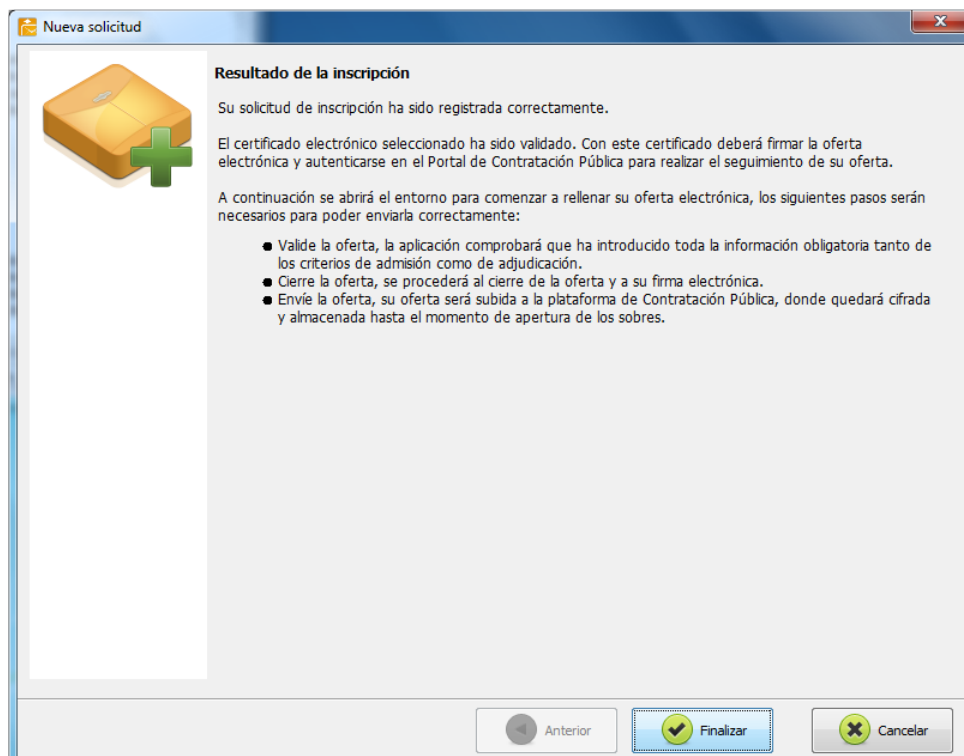 Nueva solicitud
Resultado de la inscripción
Su solicitud de inscripción ha sido registrada correctamente.
El certificado electrónico seleccionado ha sido validado. Con este certificado deberá firmar la oferta
electrónica y autenticarse en el Portal de Contratación Pública para realizar el seguimiento de su oferta.
A continuación se abrirá el entorno para comenzar a rellenar su oferta electrónica, los siguientes pasos serán
necesarios para poder enviarla correctamente:
● Valide la oferta, la aplicación comprobará que ha introducido toda la información obligatoria tanto de
los criterios de admisión como de adjudicación.
● Cierre la oferta, se procederá al cierre de la oferta y a su firma electrónica.
● Envíe la oferta, su oferta será subida a la plataforma de Contratación Pública, donde quedará cifrada
y almacenada hasta el momento de apertura de los sobres.
Anterior
Finalizar
Cancelar